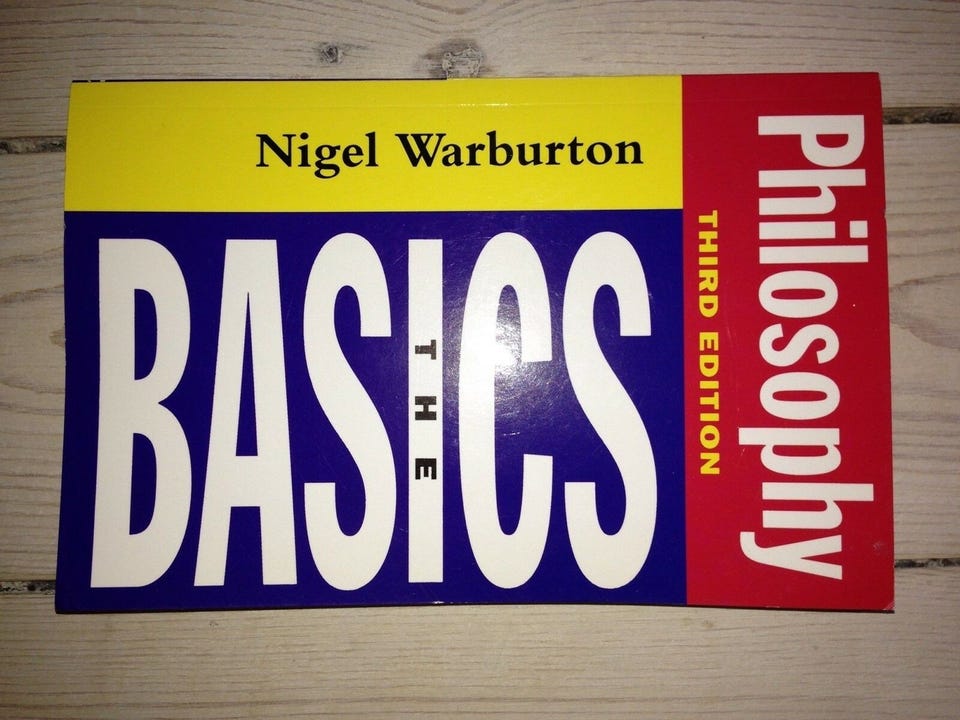 Philosophy
THIRD EDITION
Nigel Warburton
THE
BASICS